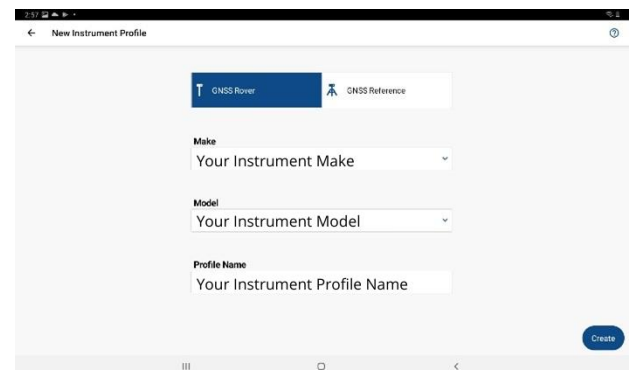 2:57
New Instrument Profile
GNSS Rover
GNSS Reference
Make
Your Instrument Make
Model
Your Instrument Model
Profile Name
Your Instrument Profile Name
Create